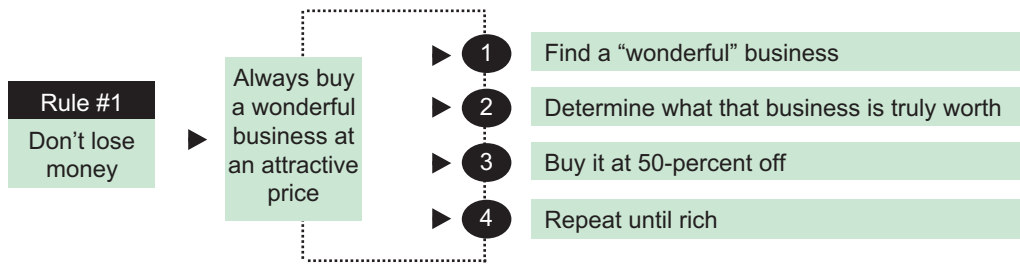 Rule #1
Don’t lose
money
Always buy
a wonderful
business at
an attractive
price
1 Find a “wonderful” business
2 Determine what that business is truly worth
3 Buy it at 50-percent off
4 Repeat until rich